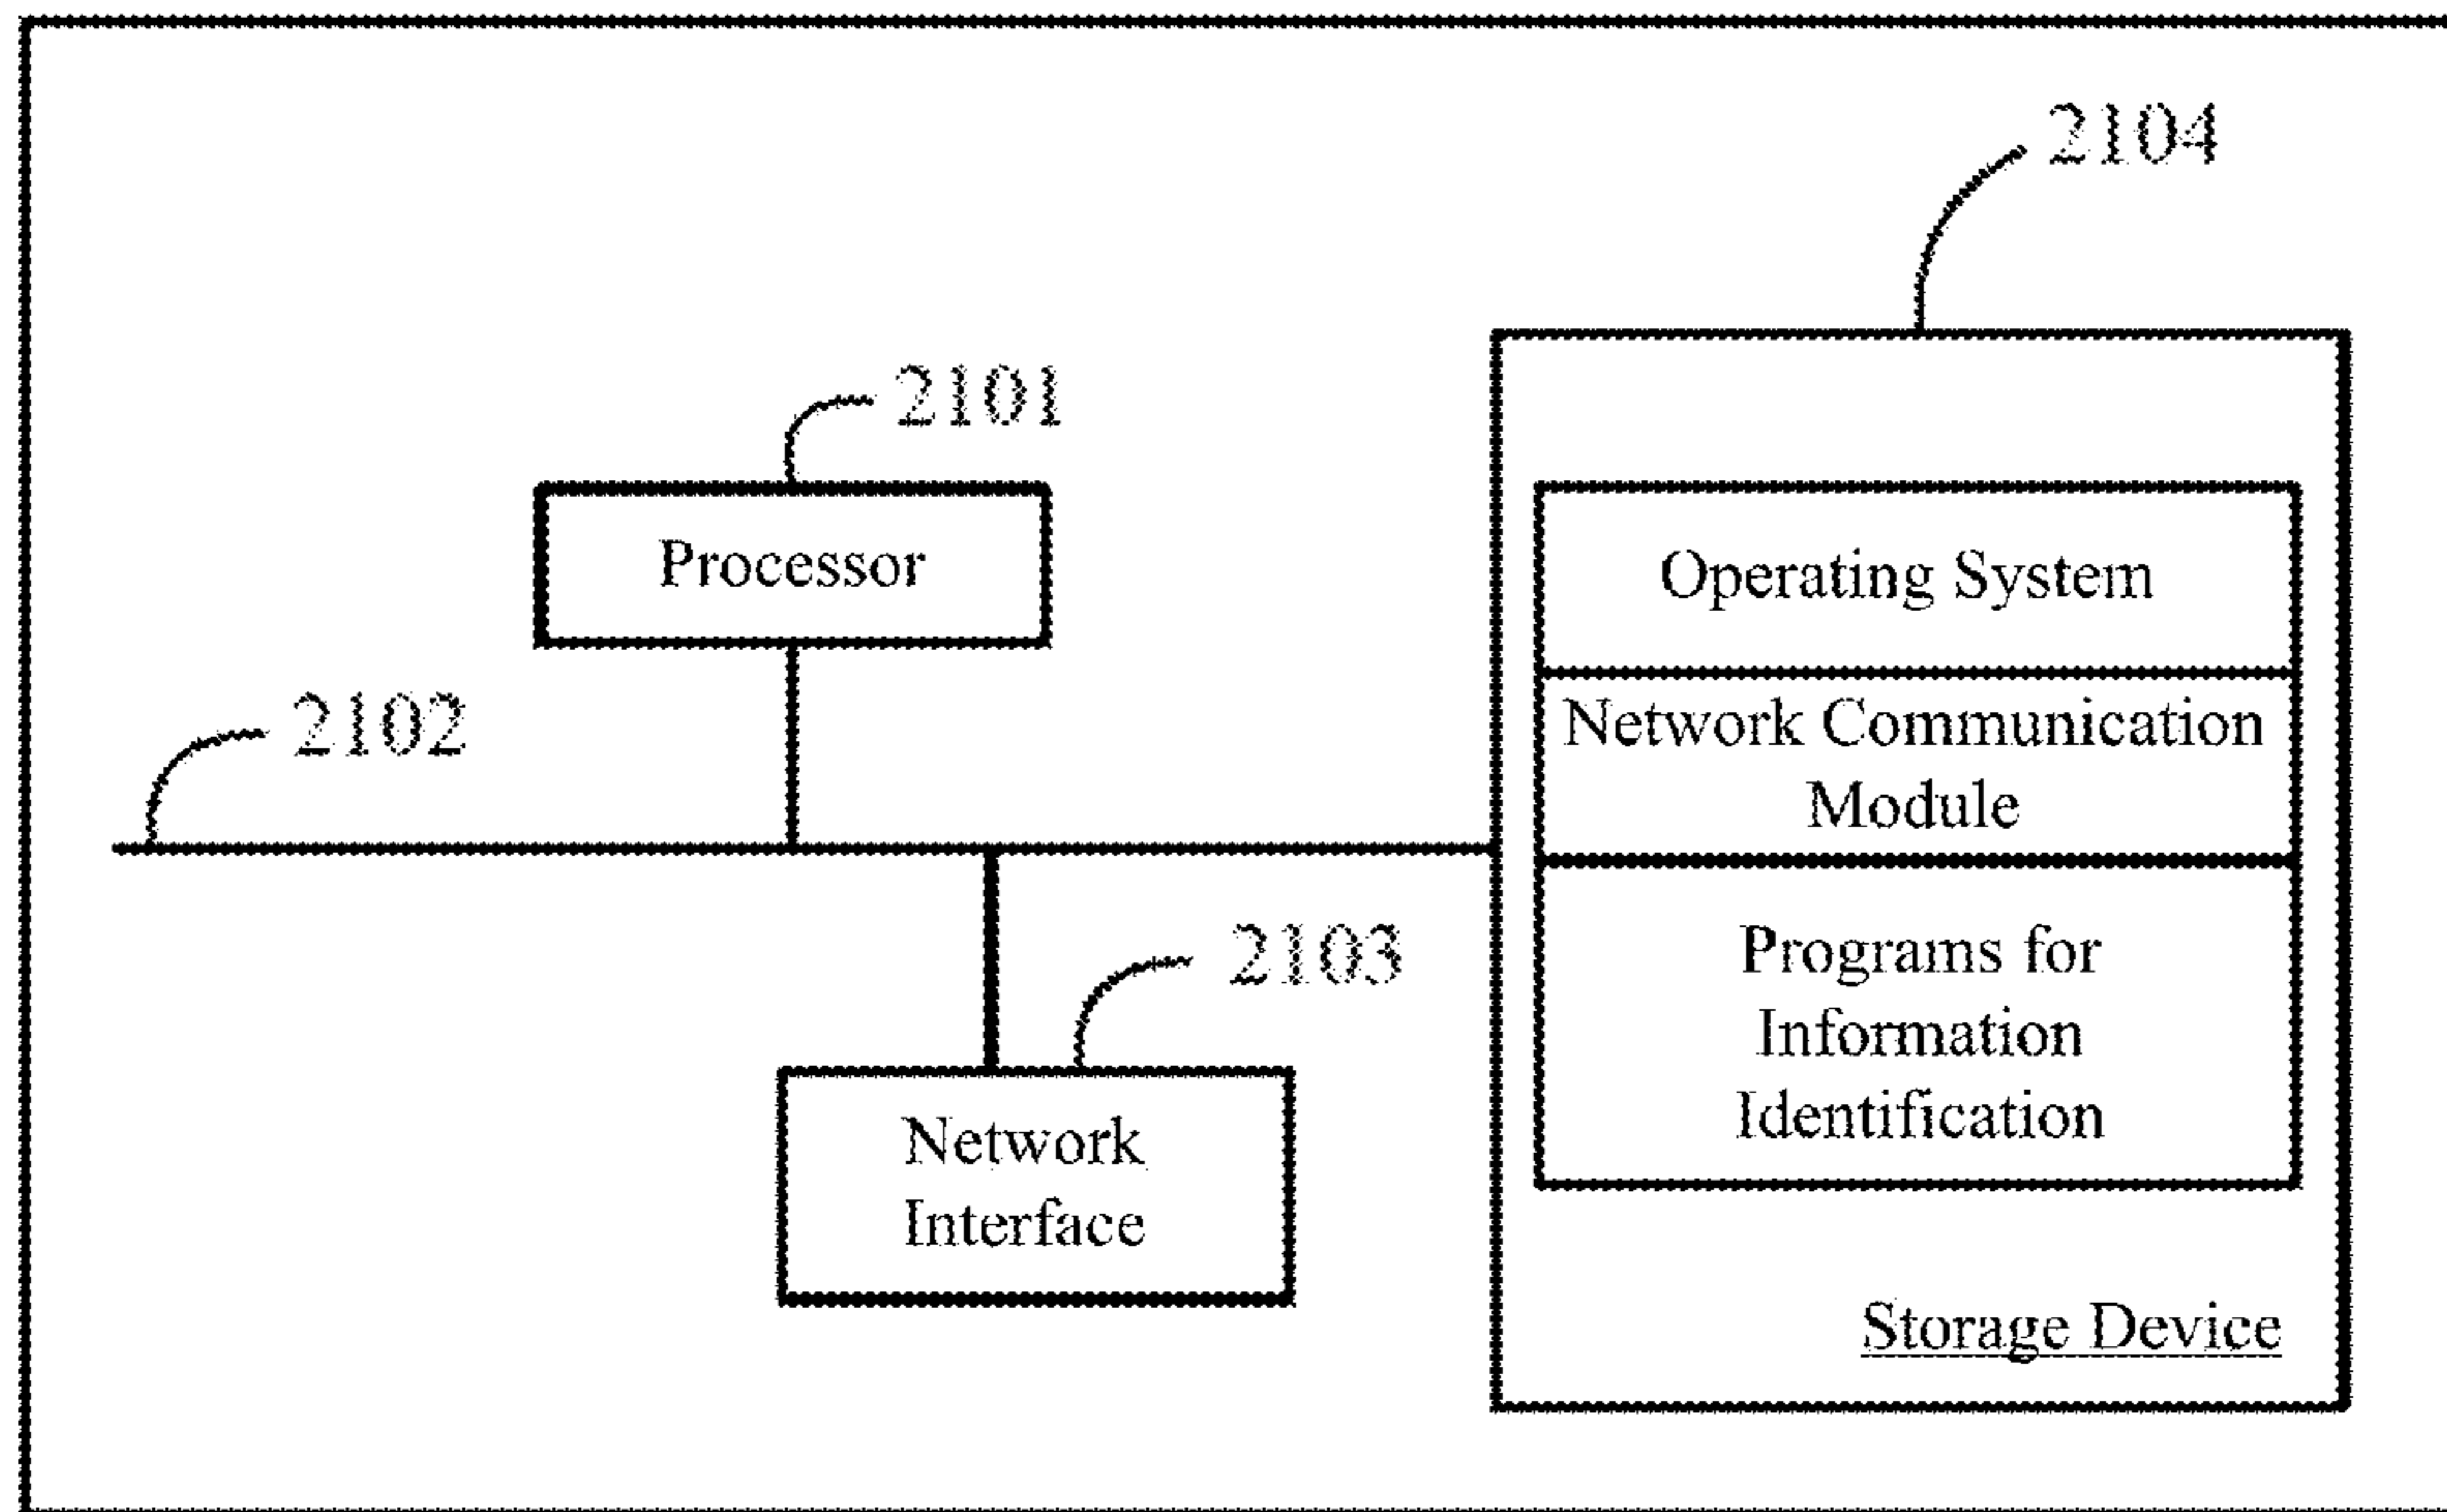 2104
2101
Processor
Operating System
2102
Network Communication
Module
2103
Programs for
Information
Identification
Network
Interface
Storage Device